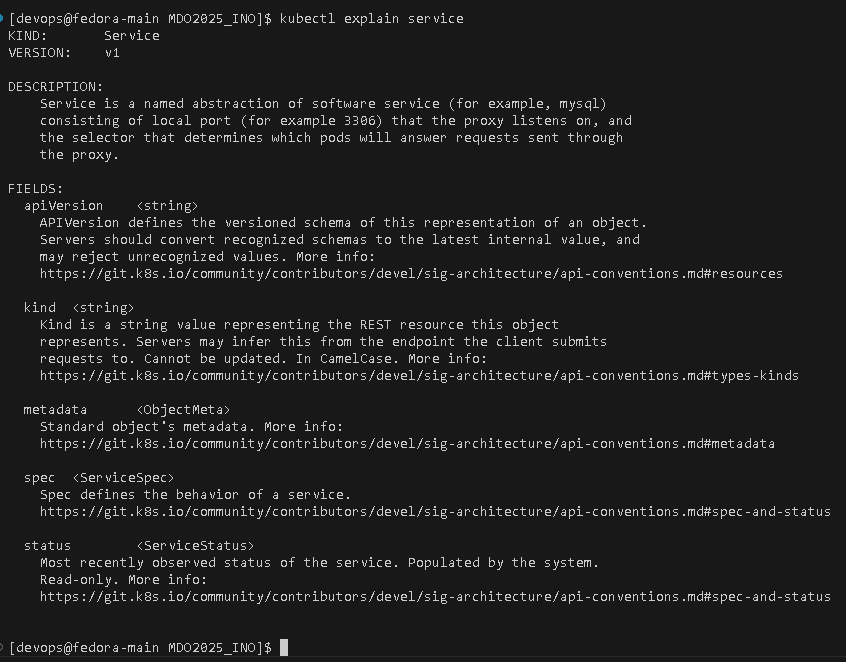 [devops@fedora-main MDO2025_INO]$ kubectl explain service
KIND:       Service
VERSION:    v1

DESCRIPTION:
    Service is a named abstraction of software service (for example, mysql)
    consisting of local port (for example 3306) that the proxy listens on, and
    the selector that determines which pods will answer requests sent through
    the proxy.

FIELDS:
  apiVersion    <string>
    APIVersion defines the versioned schema of this representation of an object.
    Servers should convert recognized schemas to the latest internal value, and
    may reject unrecognized values. More info:
    https://git.k8s.io/community/contributors/devel/sig-architecture/api-conventions.md#resources

  kind  <string>
    Kind is a string value representing the REST resource this object
    represents. Servers may infer this from the endpoint the client submits
    requests to. Cannot be updated. In CamelCase. More info:
    https://git.k8s.io/community/contributors/devel/sig-architecture/api-conventions.md#types-kinds

  metadata      <ObjectMeta>
    Standard object's metadata. More info:
    https://git.k8s.io/community/contributors/devel/sig-architecture/api-conventions.md#metadata

  spec  <ServiceSpec>
    Spec defines the behavior of a service.
    https://git.k8s.io/community/contributors/devel/sig-architecture/api-conventions.md#spec-and-status

  status        <ServiceStatus>
    Most recently observed status of the service. Populated by the system.
    Read-only. More info:
    https://git.k8s.io/community/contributors/devel/sig-architecture/api-conventions.md#spec-and-status

[devops@fedora-main MDO2025_INO]$